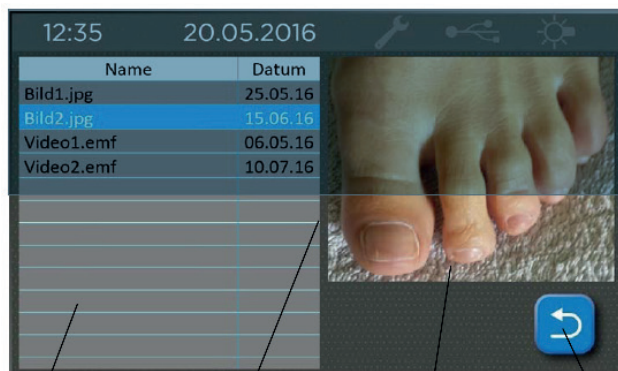 12:35 20.05.2016
Name Datum
Bild1.jpg 25.05.16
Bild2.jpg 15.06.16
Video1.emf 06.05.16
Video2.emf 10.07.16